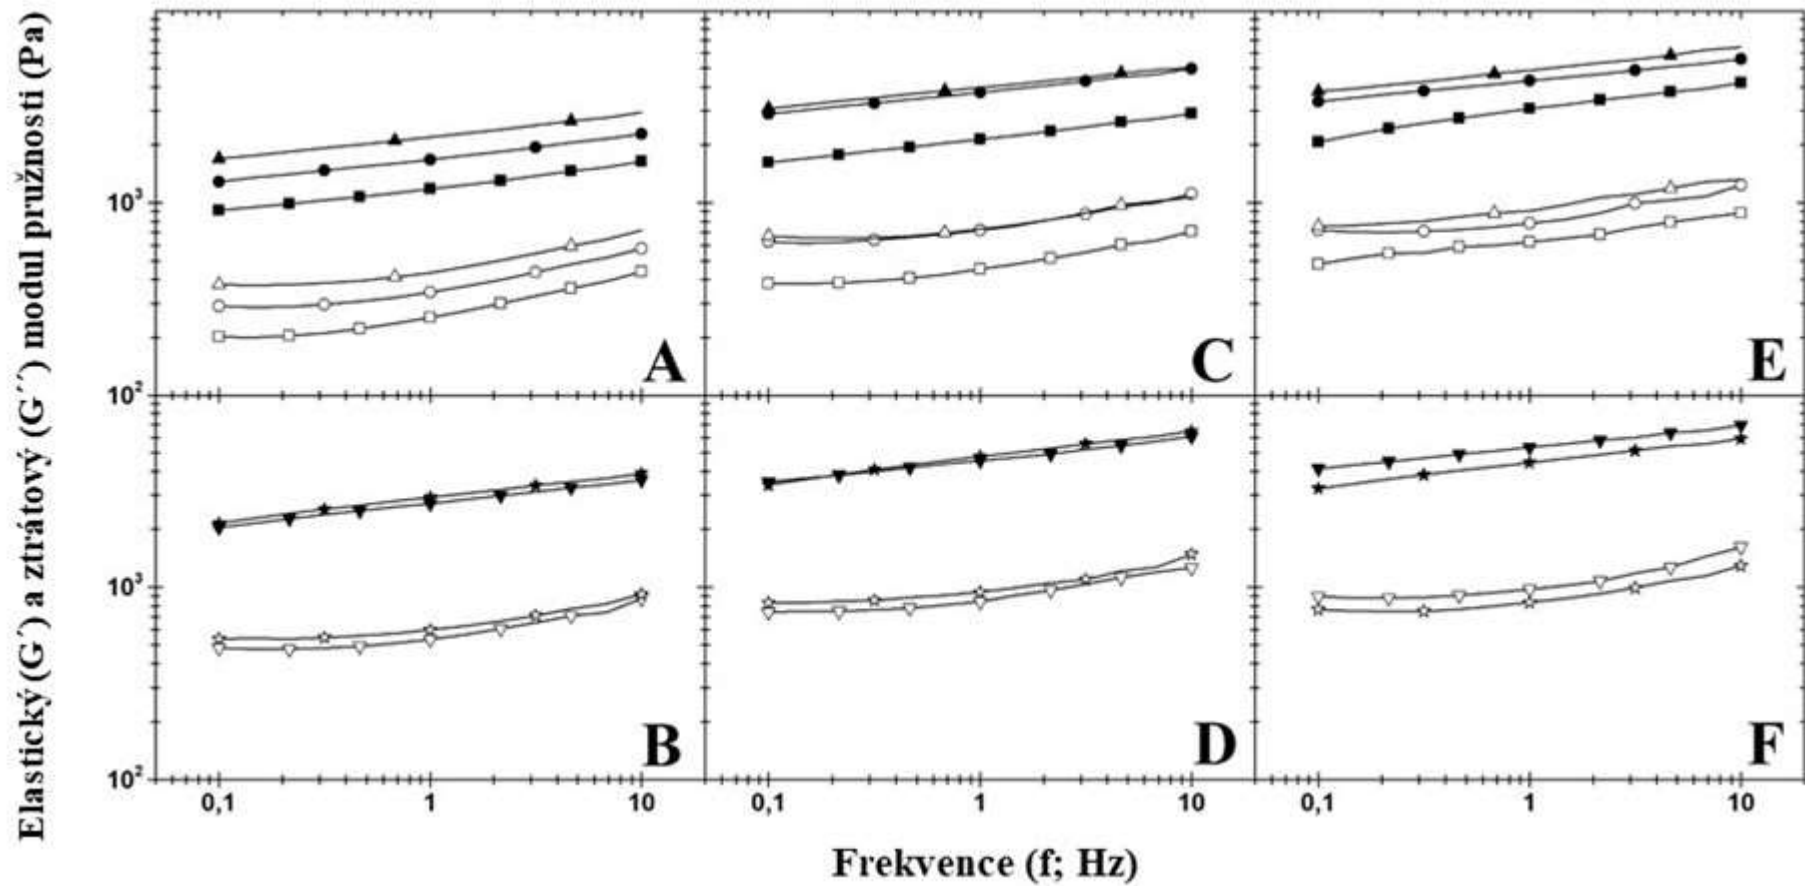 Elastický (G´) a ztrátový (G´´) modul pružnosti (Pa)
10³
A
C
E
10²
10³
B
D
F
10²
0,1 1 10 0,1 1 10 0,1 1 10
Frekvence (f; Hz)